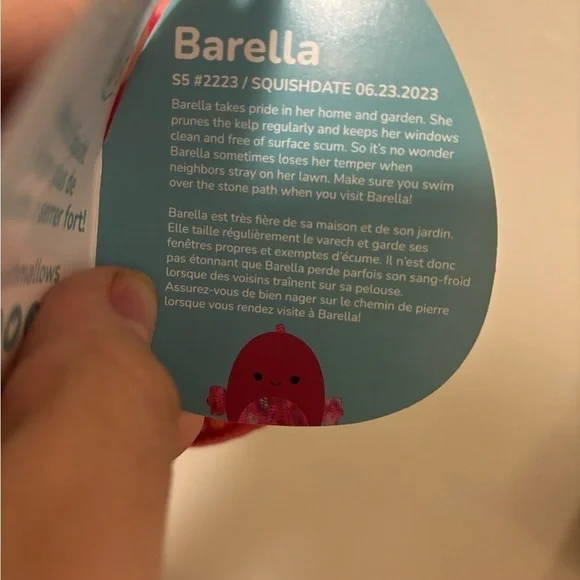 Barella
S5 #2223 / SQUISHDATE 06.23.2023
Barella takes pride in her home and garden. She
prunes the kelp regularly and keeps her windows
clean and free of surface scum. So it's no wonder
Barella sometimes loses her temper when
neighbors stray on her lawn. Make sure you swim
over the stone path when you visit Barella!
Barella est très fière de sa maison et de son jardin.
Elle taille régulièrement le varech et garde ses
fenêtres propres et exemptes d'écume. Il n'est donc
pas étonnant que Barella perde parfois son sang-froid
lorsque des voisins traînent sur sa pelouse.
Assurez-vous de bien nager sur le chemin de pierre
lorsque vous rendez visite à Barella!
de
serrer fort!